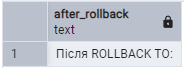 after_rollback
text
1
Після ROLLBACK TO: